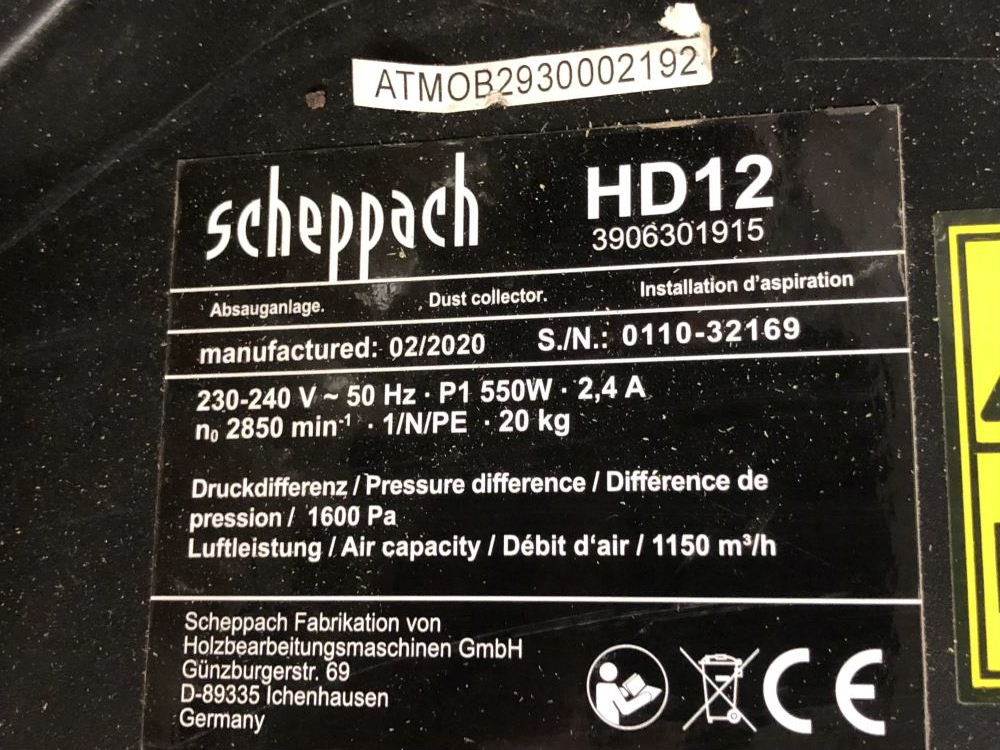 ATMOB2930002192
scheppach
HD12
3906301915
Absauganlage. Dust collector. Installation d'aspiration
manufactured: 02/2020 S./N.: 0110-32169
230-240 V ~ 50 Hz · P1 550W · 2,4 A
n₀ 2850 min⁻¹ · 1/N/PE · 20 kg
Druckdifferenz / Pressure difference / Différence de
pression / 1600 Pa
Luftleistung / Air capacity / Débit d‘air / 1150 m³/h
Scheppach Fabrikation von
Holzbearbeitungsmaschinen GmbH
Günzburgerstr. 69
D-89335 Ichenhausen
Germany
CE